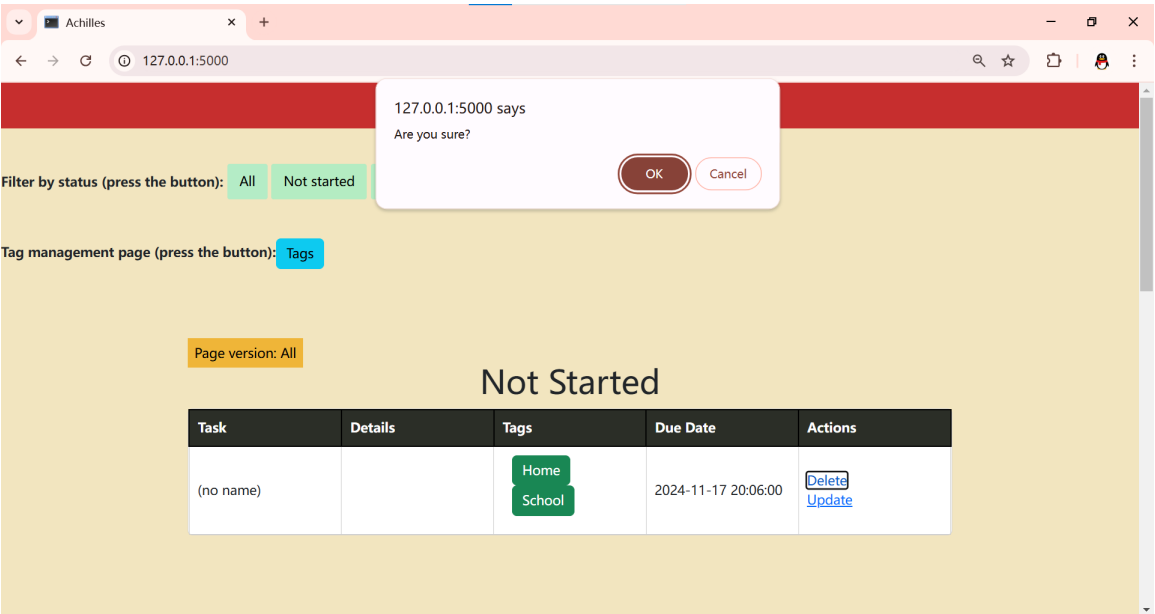 Achilles
127.0.0.1:5000
127.0.0.1:5000 says
Are you sure?
OK Cancel
Filter by status (press the button): All Not started
Tag management page (press the button): Tags
Page version: All
Not Started
Task Details Tags Due Date Actions
(no name) Home School 2024-11-17 20:06:00 Delete Update